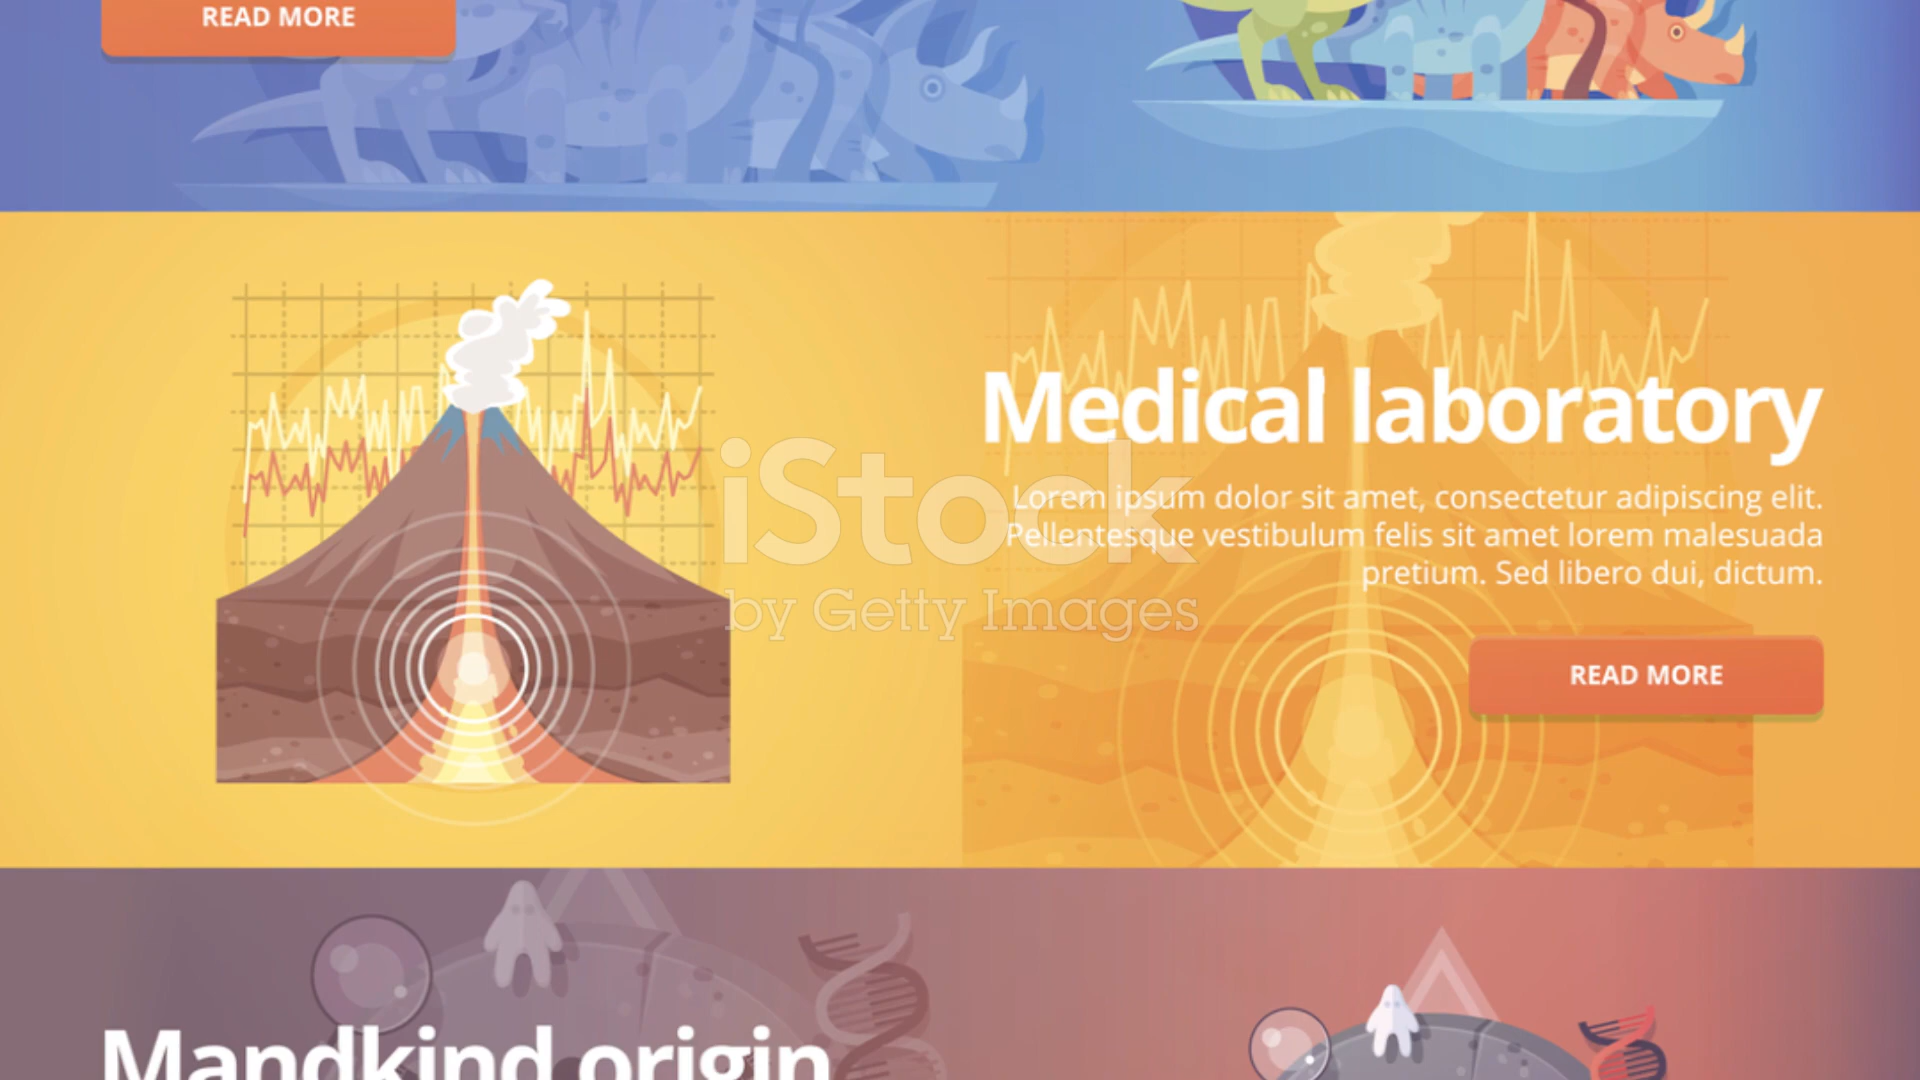 READ MORE
Medical laboratory
Lorem ipsum dolor sit amet, consectetur adipiscing elit.
Pellentesque vestibulum felis sit amet lorem malesuada
pretium. Sed libero dui, dictum.
iStock
by Getty Images
READ MORE
Mandkind origin